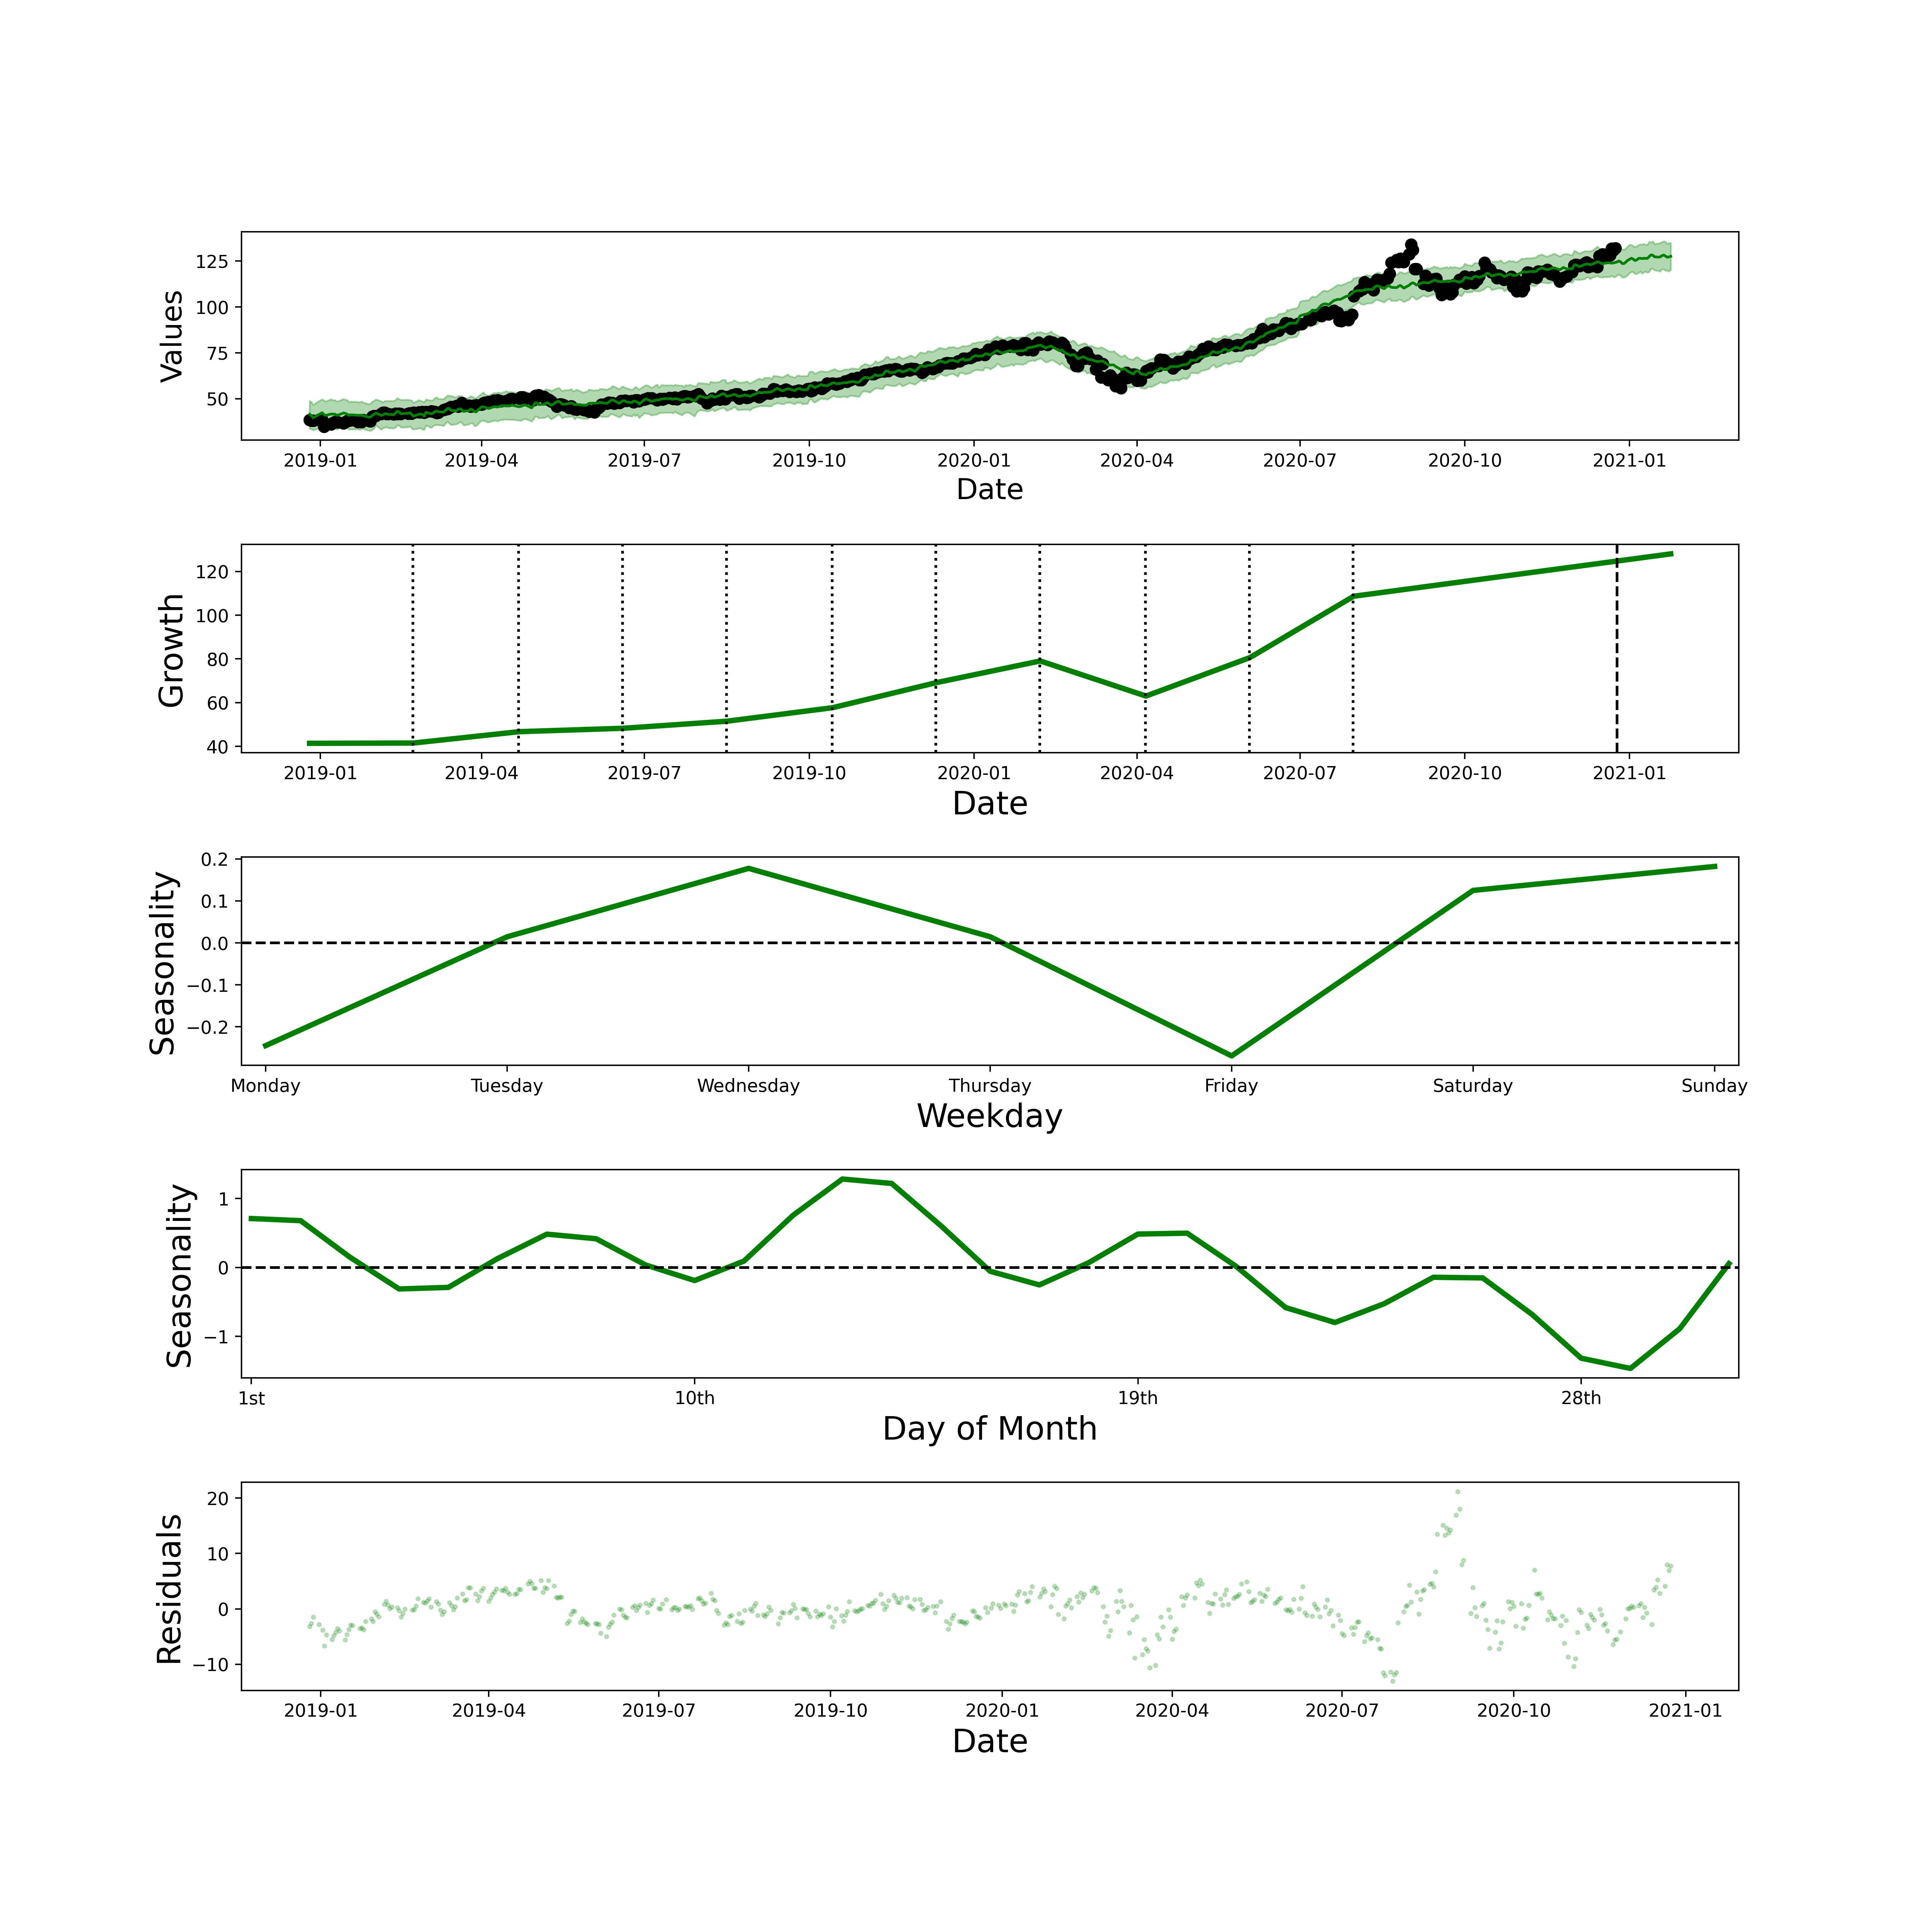 Values
125
100
75
50
2019-01 2019-04 2019-07 2019-10 2020-01 2020-04 2020-07 2020-10 2021-01
Date
Growth
120
100
80
60
40
2019-01 2019-04 2019-07 2019-10 2020-01 2020-04 2020-07 2020-10 2021-01
Date
Seasonality
0.2
0.1
0.0
−0.1
−0.2
Monday Tuesday Wednesday Thursday Friday Saturday Sunday
Weekday
Seasonality
1
0
−1
1st 10th 19th 28th
Day of Month
Residuals
20
10
0
−10
2019-01 2019-04 2019-07 2019-10 2020-01 2020-04 2020-07 2020-10 2021-01
Date